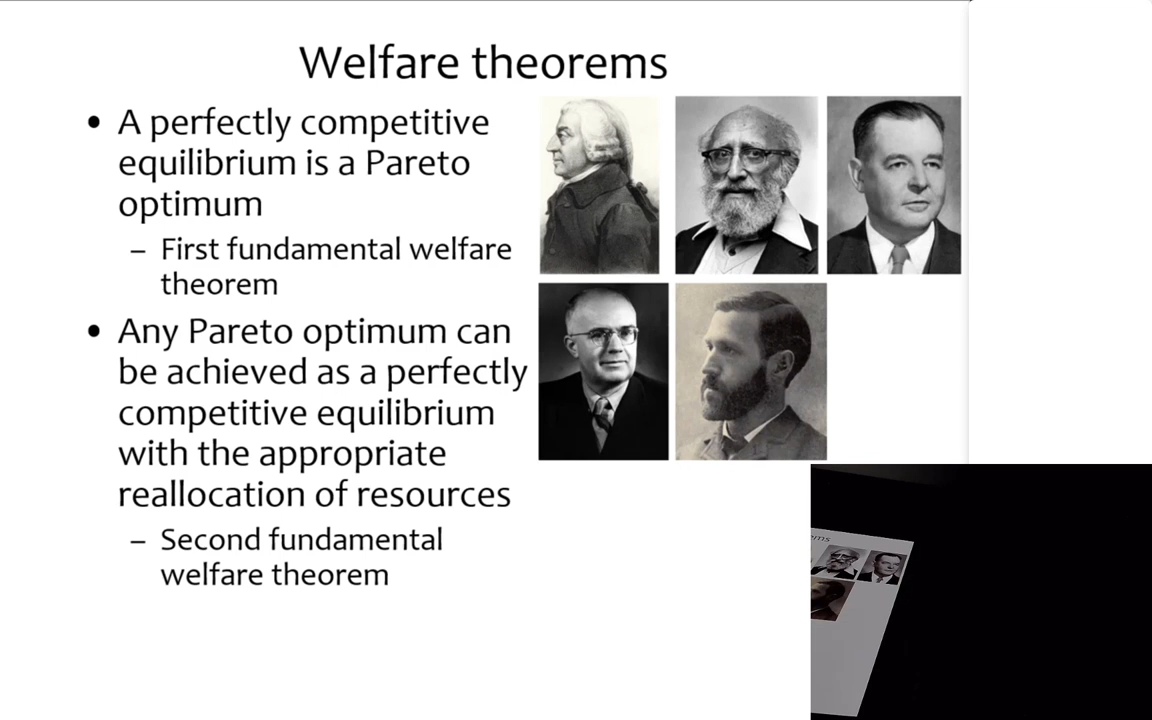 Welfare theorems
• A perfectly competitive
equilibrium is a Pareto
optimum
– First fundamental welfare
theorem
• Any Pareto optimum can
be achieved as a perfectly
competitive equilibrium
with the appropriate
reallocation of resources
– Second fundamental
welfare theorem
ems